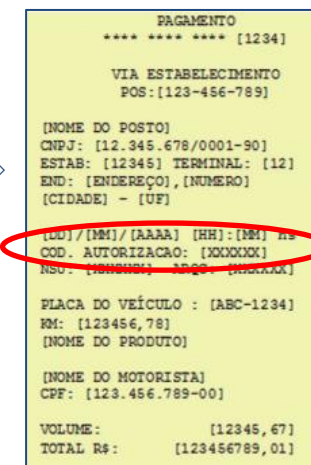 PAGAMENTO
**** **** **** [1234]
VIA ESTABELECIMENTO
POS:[123-456-789]
[NOME DO POSTO]
CNPJ: [12.345.678/0001-90]
ESTAB: [12345] TERMINAL: [12]
END: [ENDEREÇO],[NUMERO]
[CIDADE] - [UF]
[DD]/[MM]/[AAAA] [HH]:[MM] Hs
COD. AUTORIZACAO: [XXXXXX]
NSU: [XXXXXX]
PLACA DO VEÍCULO : [ABC-1234]
KM: [123456,78]
[NOME DO PRODUTO]
[NOME DO MOTORISTA]
CPF: [123.456.789-00]
VOLUME: [12345,67]
TOTAL R$: [123456789,01]